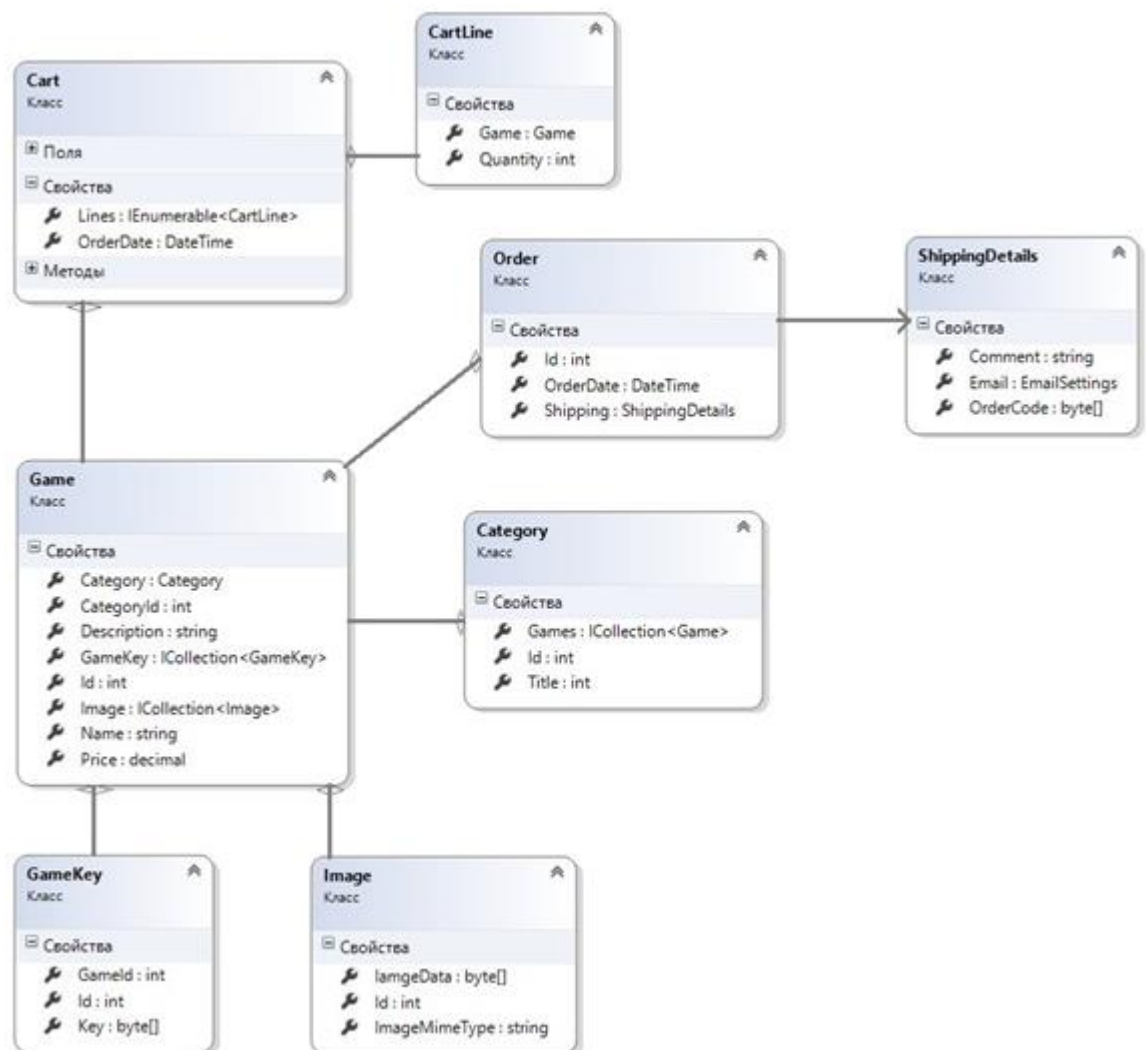 CartLine
Класс
Свойства
Game : Game
Quantity : int
Cart
Класс
Поля
Свойства
Lines : IEnumerable<CartLine>
OrderDate : DateTime
Методы
Order
Класс
Свойства
Id : int
OrderDate : DateTime
Shipping : ShippingDetails
ShippingDetails
Класс
Свойства
Comment : string
Email : EmailSettings
OrderCode : byte[]
Game
Класс
Свойства
Category : Category
CategoryId : int
Description : string
GameKey : ICollection<GameKey>
Id : int
Image : ICollection<Image>
Name : string
Price : decimal
Category
Класс
Свойства
Games : ICollection<Game>
Id : int
Title : int
GameKey
Класс
Свойства
GameId : int
Id : int
Key : byte[]
Image
Класс
Свойства
IamgeData : byte[]
Id : int
ImageMimeType : string